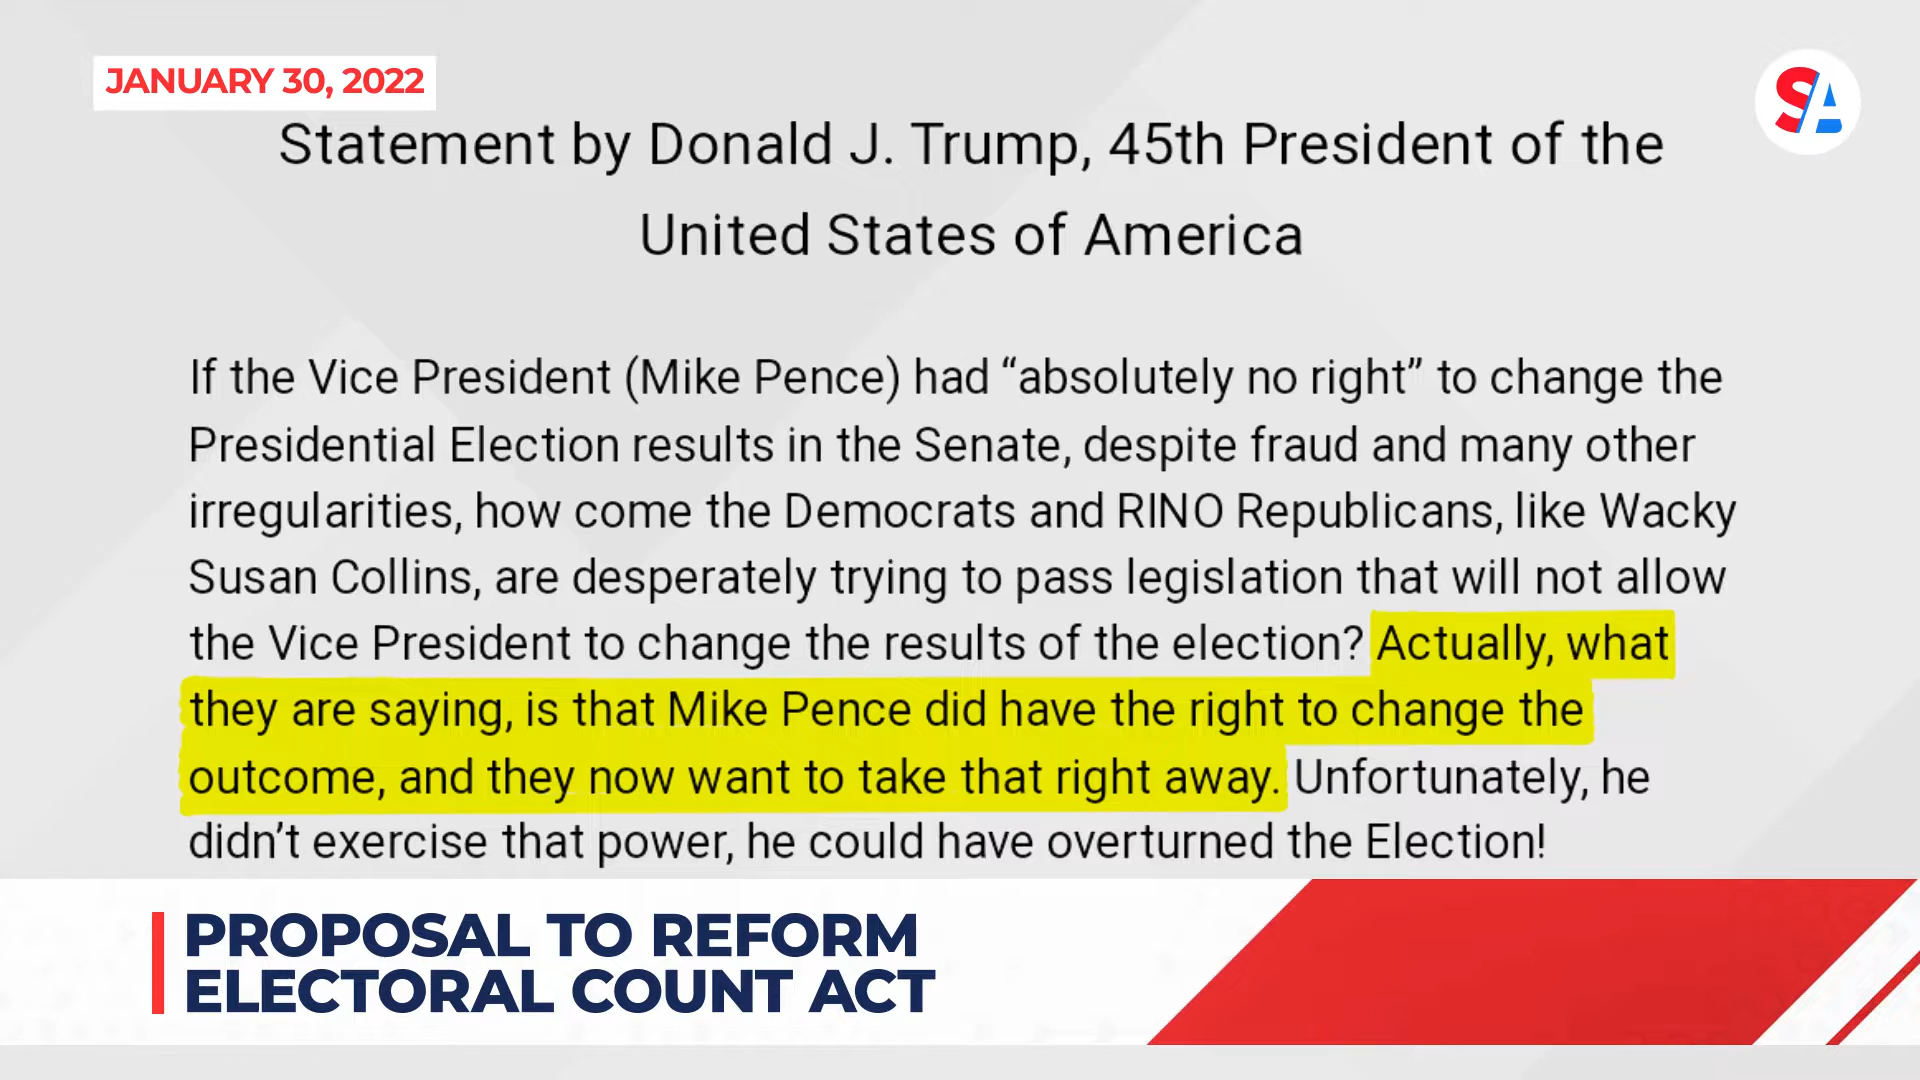 JANUARY 30, 2022
SA
Statement by Donald J. Trump, 45th President of the
United States of America
If the Vice President (Mike Pence) had “absolutely no right” to change the
Presidential Election results in the Senate, despite fraud and many other
irregularities, how come the Democrats and RINO Republicans, like Wacky
Susan Collins, are desperately trying to pass legislation that will not allow
the Vice President to change the results of the election? Actually, what
they are saying, is that Mike Pence did have the right to change the
outcome, and they now want to take that right away. Unfortunately, he
didn’t exercise that power, he could have overturned the Election!
PROPOSAL TO REFORM
ELECTORAL COUNT ACT